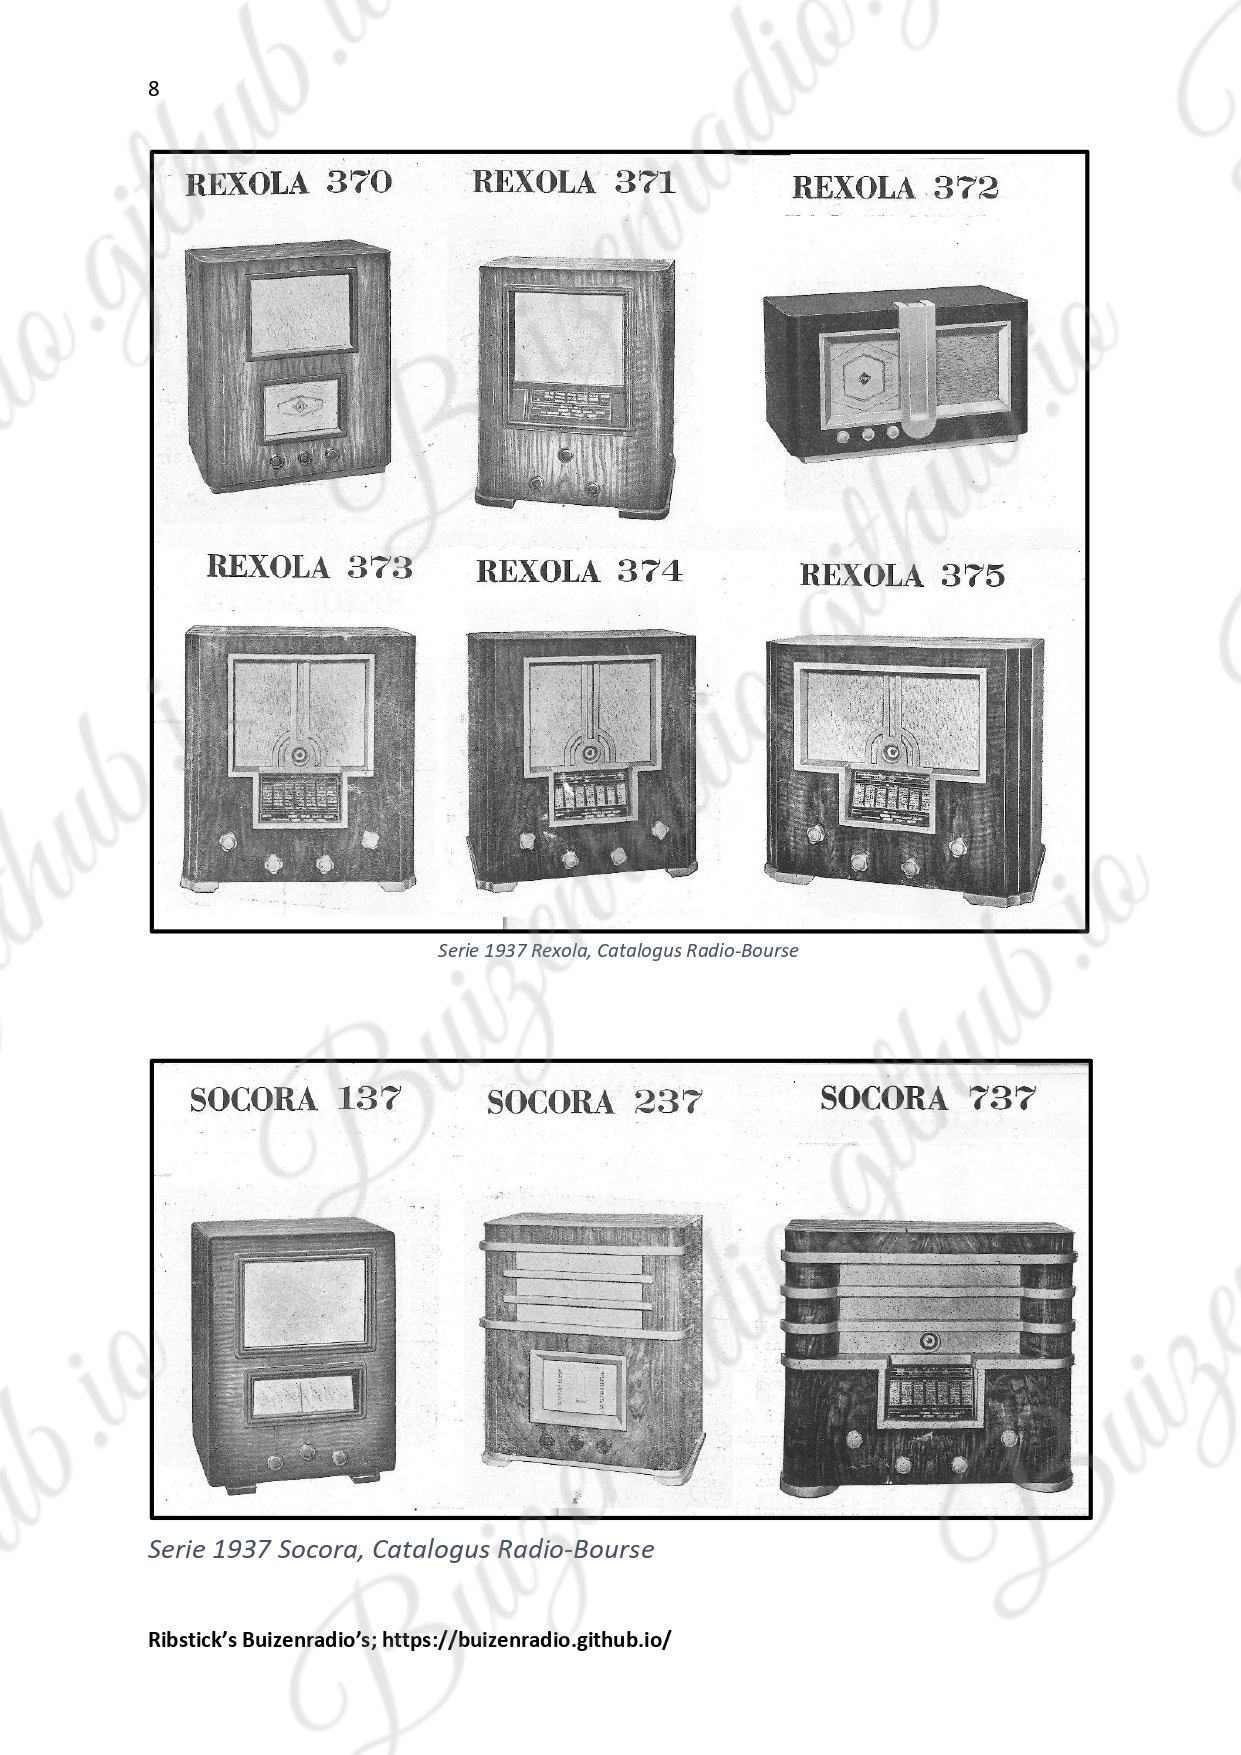 8
REXOLA 370
REXOLA 371
REXOLA 372
REXOLA 373
REXOLA 374
REXOLA 375
Serie 1937 Rexola, Catalogus Radio-Bourse
SOCORA 137
SOCORA 237
SOCORA 737
Serie 1937 Socora, Catalogus Radio-Bourse
Ribstick’s Buizenradio’s; https://buizenradio.github.io/
Buizenradio.github.io